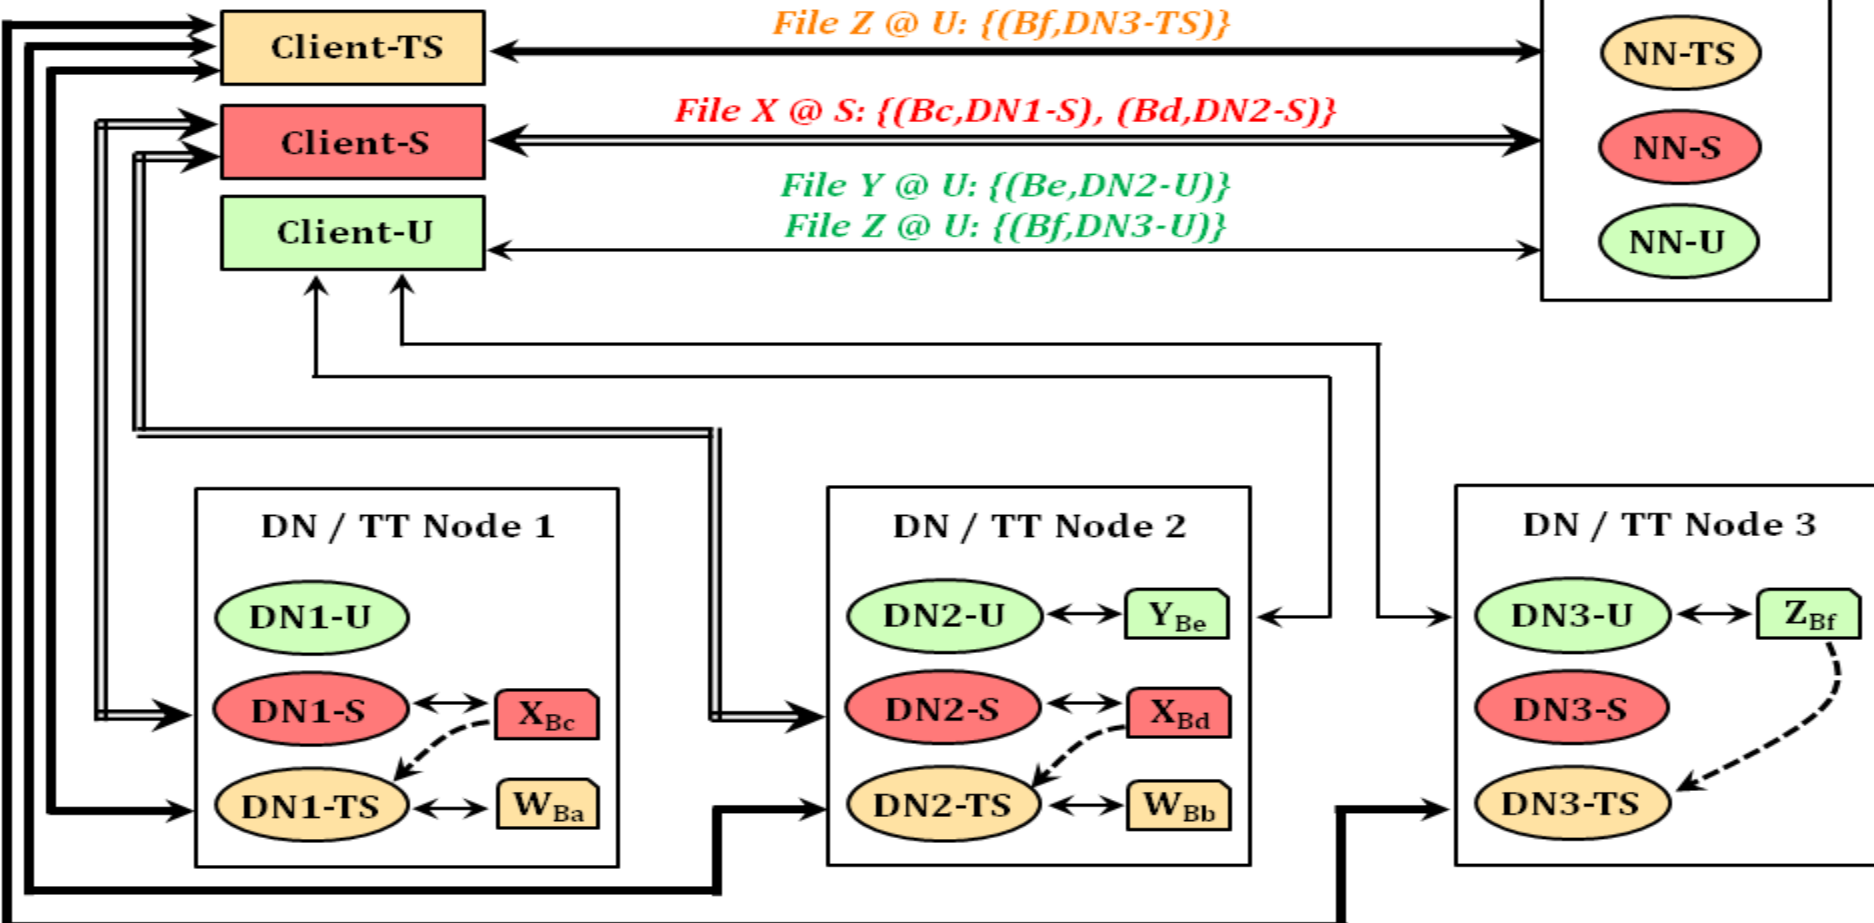 File Z @ U: {(Bf,DN3-TS)}
Client-TS
NN-TS
File X @ S: {(Bc,DN1-S), (Bd,DN2-S)}
Client-S
NN-S
File Y @ U: {(Be,DN2-U)}
File Z @ U: {(Bf,DN3-U)}
Client-U
NN-U
DN / TT Node 1
DN1-U
DN1-S
XBc
DN1-TS
WBa
DN / TT Node 2
DN2-U
YBe
DN2-S
XBd
DN2-TS
WBb
DN / TT Node 3
DN3-U
ZBf
DN3-S
DN3-TS